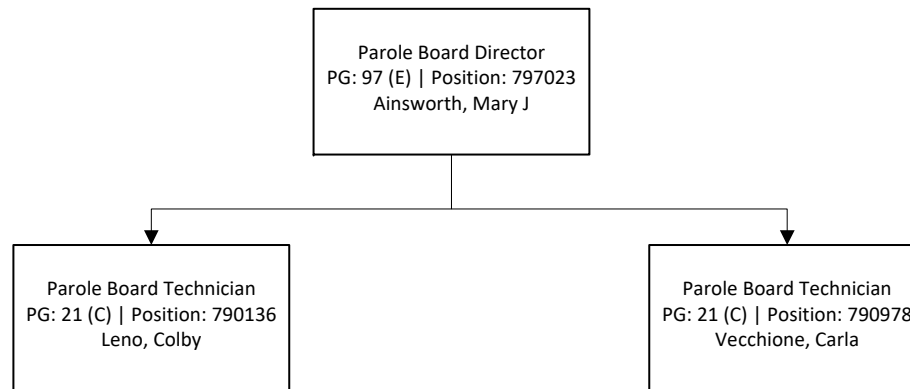 Parole Board Director
PG: 97 (E) | Position: 797023
Ainsworth, Mary J
Parole Board Technician
PG: 21 (C) | Position: 790136
Leno, Colby
Parole Board Technician
PG: 21 (C) | Position: 790978
Vecchione, Carla